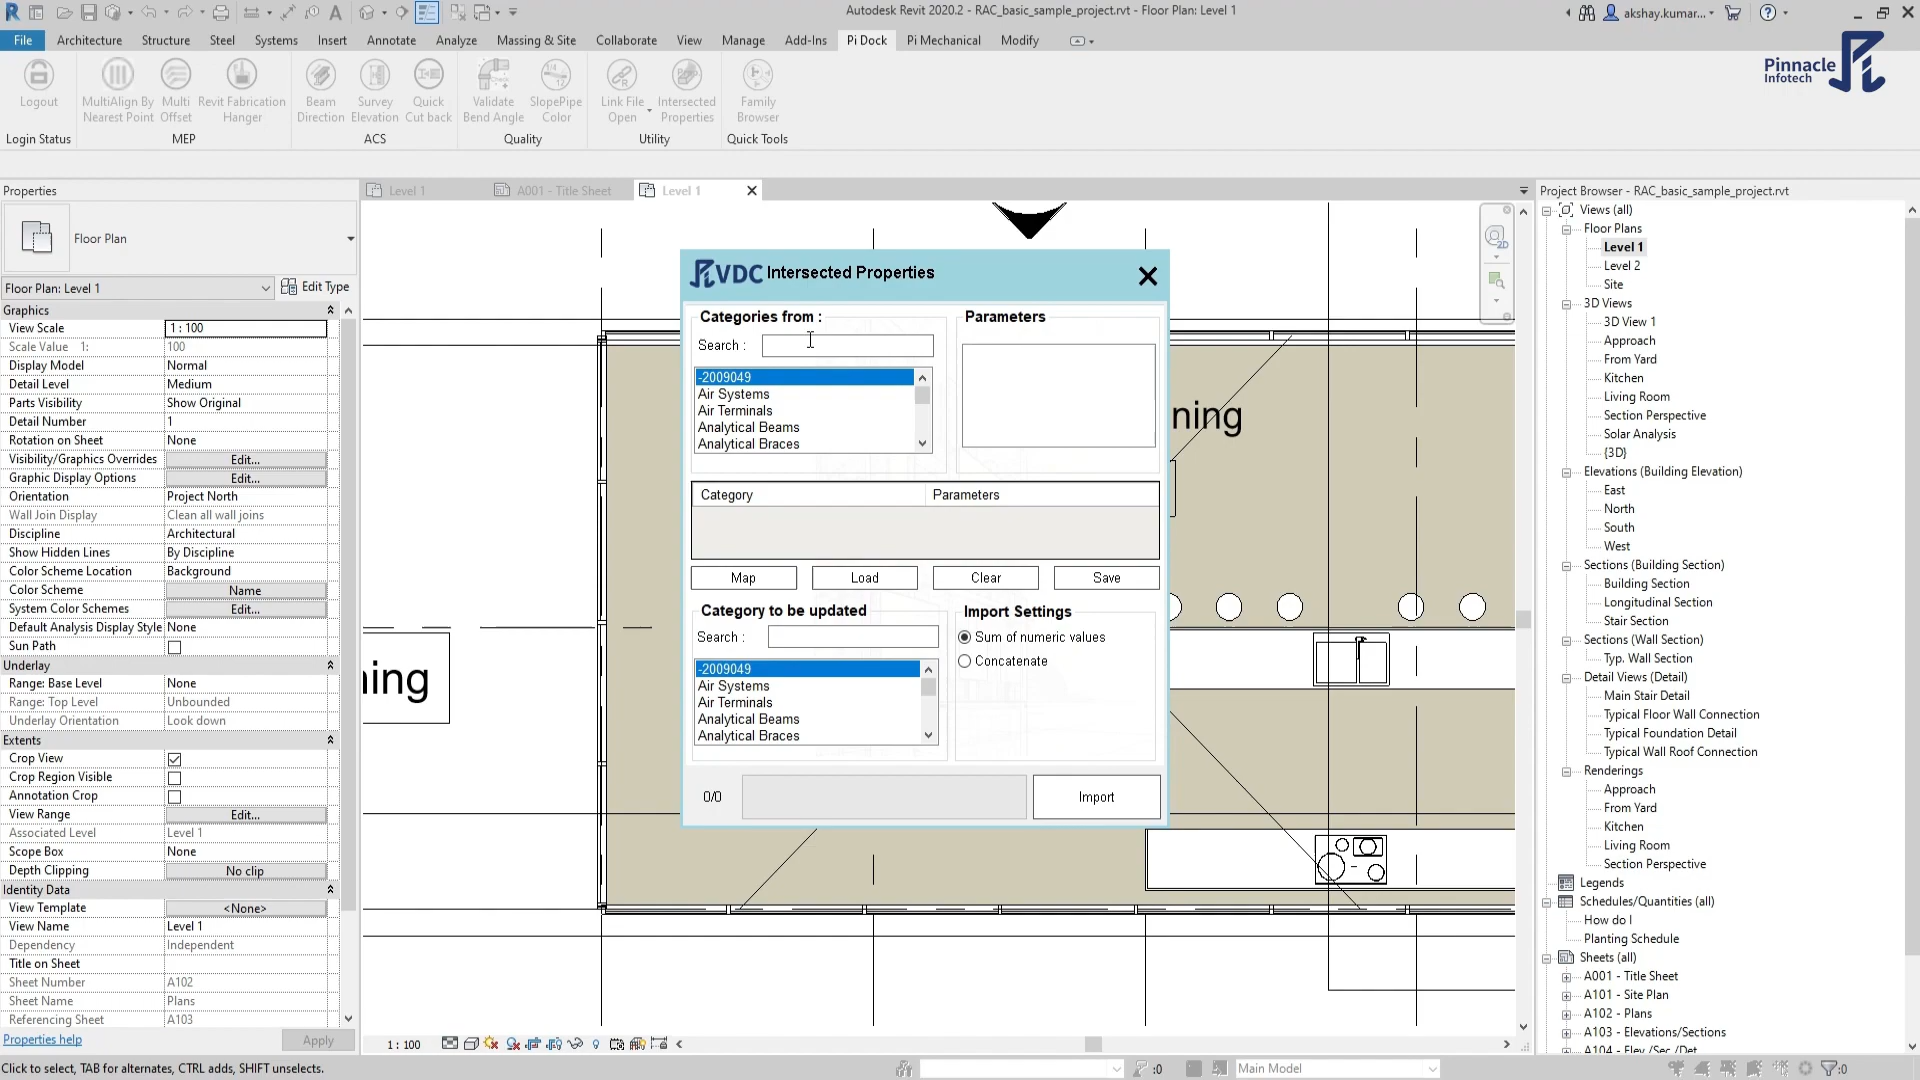 Autodesk Revit 2020.2 - RAC_basic_sample_project.rvt - Floor Plan: Level 1
akshay.kumar...
File Architecture Structure Steel Systems Insert Annotate Analyze Massing & Site Collaborate View Manage Add-Ins Pi Dock Pi Mechanical Modify
Pinnacle
Infotech
Logout
MultiAlign By Nearest Point
Multi Offset
Revit Fabrication Hanger
Beam Direction
Survey Elevation
Quick Cut back
Validate Bend Angle
SlopePipe Color
Link File Open
Intersected Properties
Family Browser
Login Status MEP ACS Quality Utility Quick Tools
Properties
Floor Plan
Floor Plan: Level 1 Edit Type
Graphics
View Scale 1 : 100
Scale Value 1: 100
Display Model Normal
Detail Level Medium
Parts Visibility Show Original
Detail Number 1
Rotation on Sheet None
Visibility/Graphics Overrides Edit...
Graphic Display Options Edit...
Orientation Project North
Wall Join Display Clean all wall joins
Discipline Architectural
Show Hidden Lines By Discipline
Color Scheme Location Background
Color Scheme Name
System Color Schemes Edit...
Default Analysis Display Style None
Sun Path
Underlay
Range: Base Level None
Range: Top Level Unbounded
Underlay Orientation Look down
Extents
Crop View
Crop Region Visible
Annotation Crop
View Range Edit...
Associated Level Level 1
Scope Box None
Depth Clipping No clip
Identity Data
View Template <None>
View Name Level 1
Dependency Independent
Title on Sheet
Sheet Number A102
Sheet Name Plans
Referencing Sheet A103
Properties help Apply
Level 1 A001 - Title Sheet Level 1
2D
ning
ning
VDC Intersected Properties
Categories from : Parameters
Search :
-2009049
Air Systems
Air Terminals
Analytical Beams
Analytical Braces
Category Parameters
Map Load Clear Save
Category to be updated Import Settings
Search : Sum of numeric values
Concatenate
-2009049
Air Systems
Air Terminals
Analytical Beams
Analytical Braces
0/0 Import
Project Browser - RAC_basic_sample_project.rvt
Views (all)
Floor Plans
Level 1
Level 2
Site
3D Views
3D View 1
Approach
From Yard
Kitchen
Living Room
Section Perspective
Solar Analysis
{3D}
Elevations (Building Elevation)
East
North
South
West
Sections (Building Section)
Building Section
Longitudinal Section
Stair Section
Sections (Wall Section)
Typ. Wall Section
Detail Views (Detail)
Main Stair Detail
Typical Floor Wall Connection
Typical Foundation Detail
Typical Wall Roof Connection
Renderings
Approach
From Yard
Kitchen
Living Room
Section Perspective
Legends
Schedules/Quantities (all)
How do I
Planting Schedule
Sheets (all)
A001 - Title Sheet
A101 - Site Plan
A102 - Plans
A103 - Elevations/Sections
A104 - Elev./Sec./Det.
1 : 100
Click to select, TAB for alternates, CTRL adds, SHIFT unselects.
:0 Main Model :0